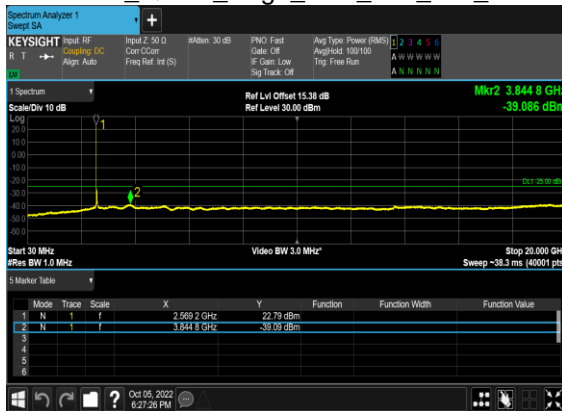 Spectrum Analyzer 1
Swept SA
+
KEYSIGHT Input: RF Input Z: 50 Ω #Atten: 30 dB PNO: Fast Avg Type: Power (RMS) 1 2 3 4 5 6
R T Coupling: DC Corr CCorr Gate: Off Avg|Hold: 100/100 A W W W W W
Align: Auto Freq Ref: Int (S) IF Gain: Low Trig: Free Run
Sig Track: Off A N N N N N
1 Spectrum Ref Lvl Offset 15.38 dB Mkr2 3.844 8 GHz
Scale/Div 10 dB Ref Level 30.00 dBm -39.086 dBm
Log
20.0 1
10.0
0.00
-10.0
-20.0 DL1 -25.00 dBm
-30.0 2
-40.0
-50.0
-60.0
Start 30 MHz Video BW 3.0 MHz* Stop 20.000 GH
#Res BW 1.0 MHz Sweep ~38.3 ms (40001 pts
5 Marker Table
Mode Trace Scale X Y Function Function Width Function Value
1 N 1 f 2.569 2 GHz 22.79 dBm
2 N 1 f 3.844 8 GHz -39.09 dBm
3
4
5
6
? Oct 05, 2022
6:27:26 PM